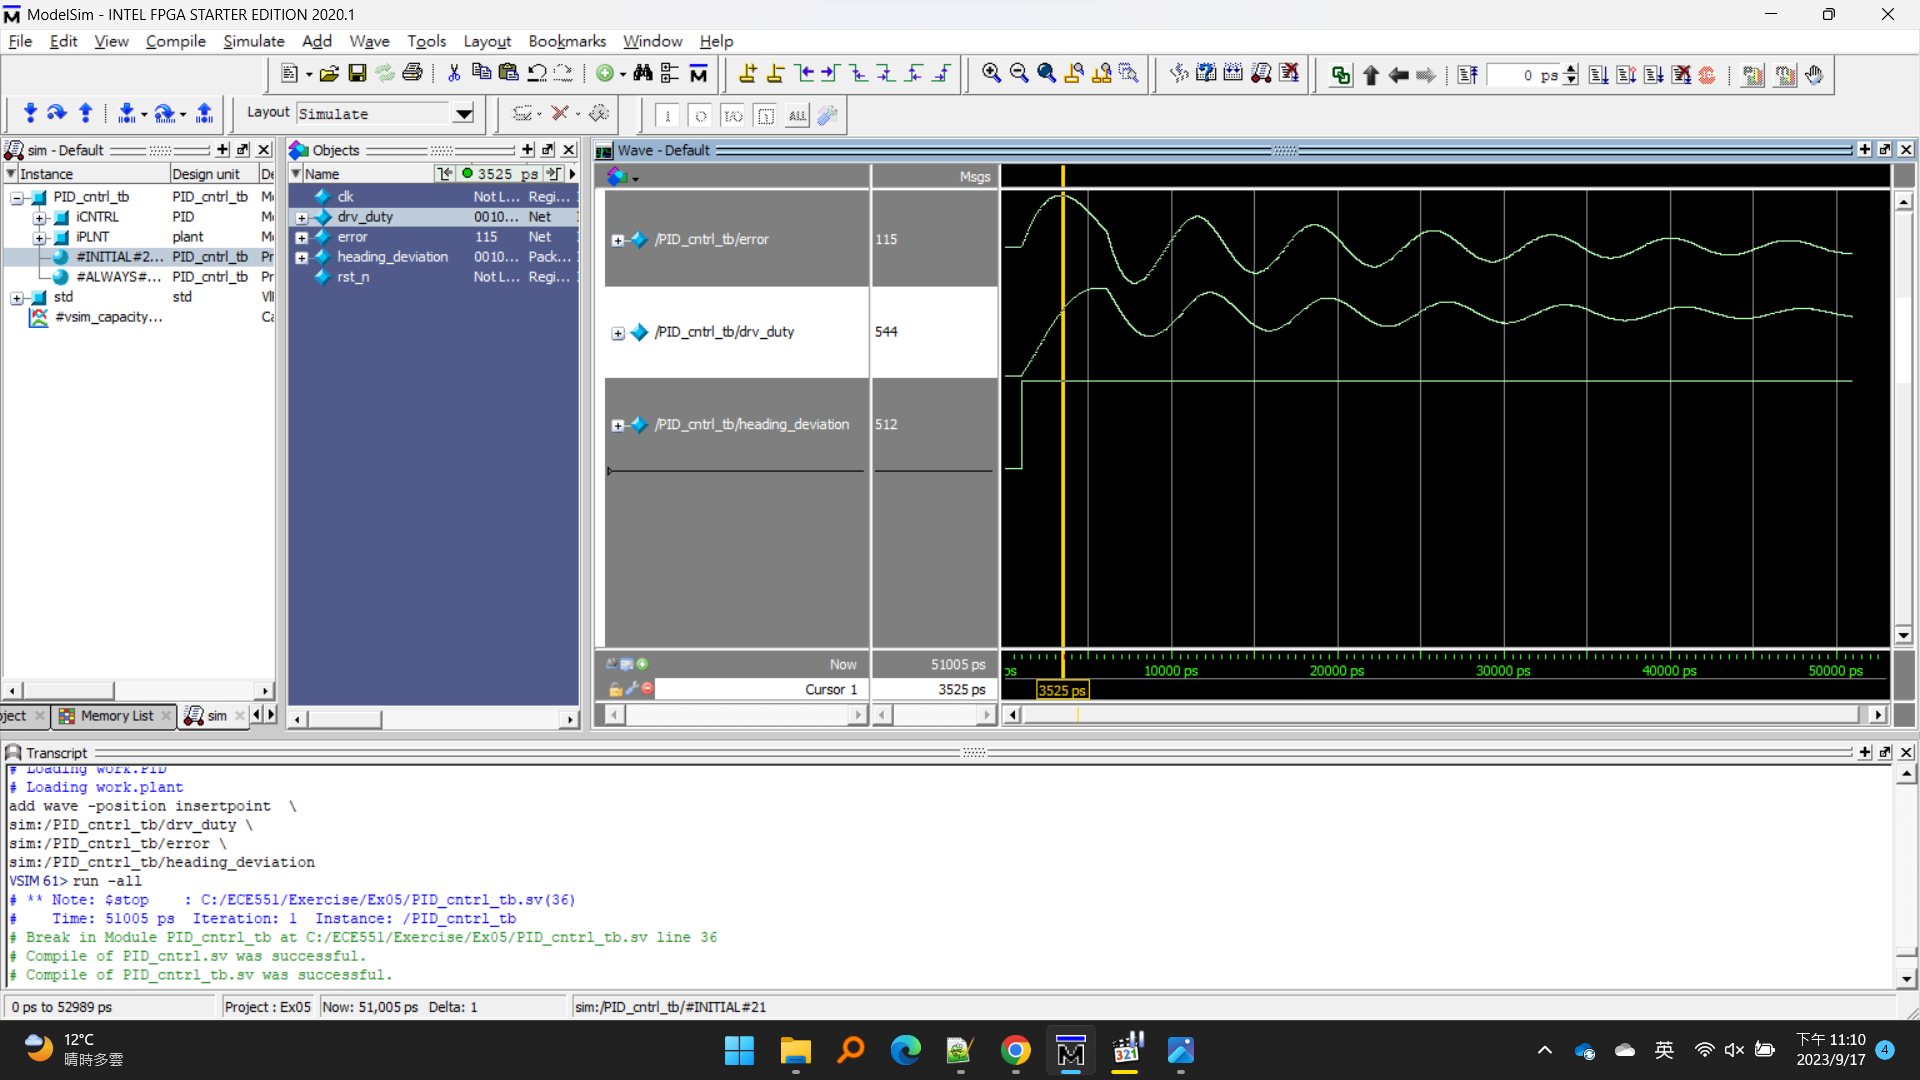 ModelSim - INTEL FPGA STARTER EDITION 2020.1
File Edit View Compile Simulate Add Wave Tools Layout Bookmarks Window Help
0 ps
Layout Simulate
I O I/O ALL
sim - Default
Instance Design unit De
PID_cntrl_tb PID_cntrl_tb Mo
iCNTRL PID Mo
iPLNT plant Mo
#INITIAL#2... PID_cntrl_tb Pr
#ALWAYS#... PID_cntrl_tb Pr
std std
#vsim_capacity... Ca
Objects
Name 3525 ps
clk Not L... Regi...
drv_duty 0010... Net
error 115 Net
heading_deviation 0010... Pack...
rst_n Not L... Regi...
Wave - Default
Msgs
/PID_cntrl_tb/error 115
/PID_cntrl_tb/drv_duty 544
/PID_cntrl_tb/heading_deviation 512
Now 51005 ps
Cursor 1 3525 ps
ps 10000 ps 20000 ps 30000 ps 40000 ps 50000 ps
3525 ps
oject Memory List sim
Transcript
# Loading work.PID
# Loading work.plant
add wave -position insertpoint \
sim:/PID_cntrl_tb/drv_duty \
sim:/PID_cntrl_tb/error \
sim:/PID_cntrl_tb/heading_deviation
VSIM 61> run -all
# ** Note: $stop : C:/ECE551/Exercise/Ex05/PID_cntrl_tb.sv(36)
# Time: 51005 ps Iteration: 1 Instance: /PID_cntrl_tb
# Break in Module PID_cntrl_tb at C:/ECE551/Exercise/Ex05/PID_cntrl_tb.sv line 36
# Compile of PID_cntrl.sv was successful.
# Compile of PID_cntrl_tb.sv was successful.
0 ps to 52989 ps Project : Ex05 Now: 51,005 ps Delta: 1 sim:/PID_cntrl_tb/#INITIAL#21
12°C
晴時多雲
321
英
下午 11:10
2023/9/17
4